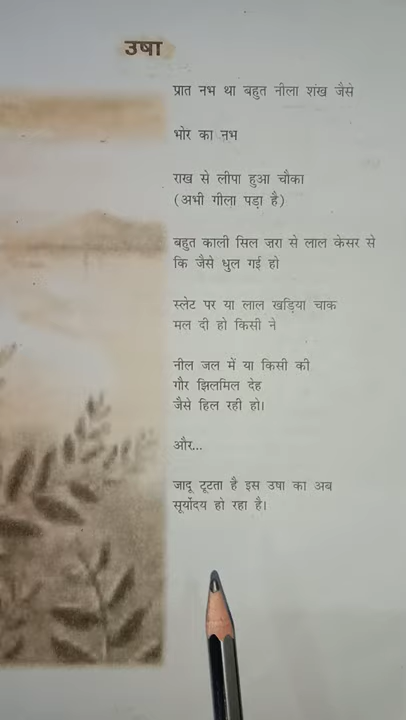 उषा
प्रात नभ था बहुत नीला शंख जैसे
भोर का नभ
राख से लीपा हुआ चौका
(अभी गीला पड़ा है)
बहुत काली सिल जरा से लाल केसर से
कि जैसे धुल गई हो
स्लेट पर या लाल खड़िया चाक
मल दी हो किसी ने
नील जल में या किसी की
गौर झिलमिल देह
जैसे हिल रही हो।
और...
जादू टूटता है इस उषा का अब
सूर्योदय हो रहा है।